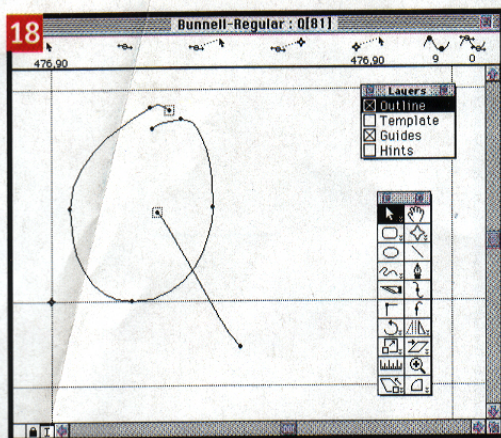 18
Bunnell-Regular : Q[81]
476,90
476,90
9
0
Layers
Outline
Template
Guides
Hints